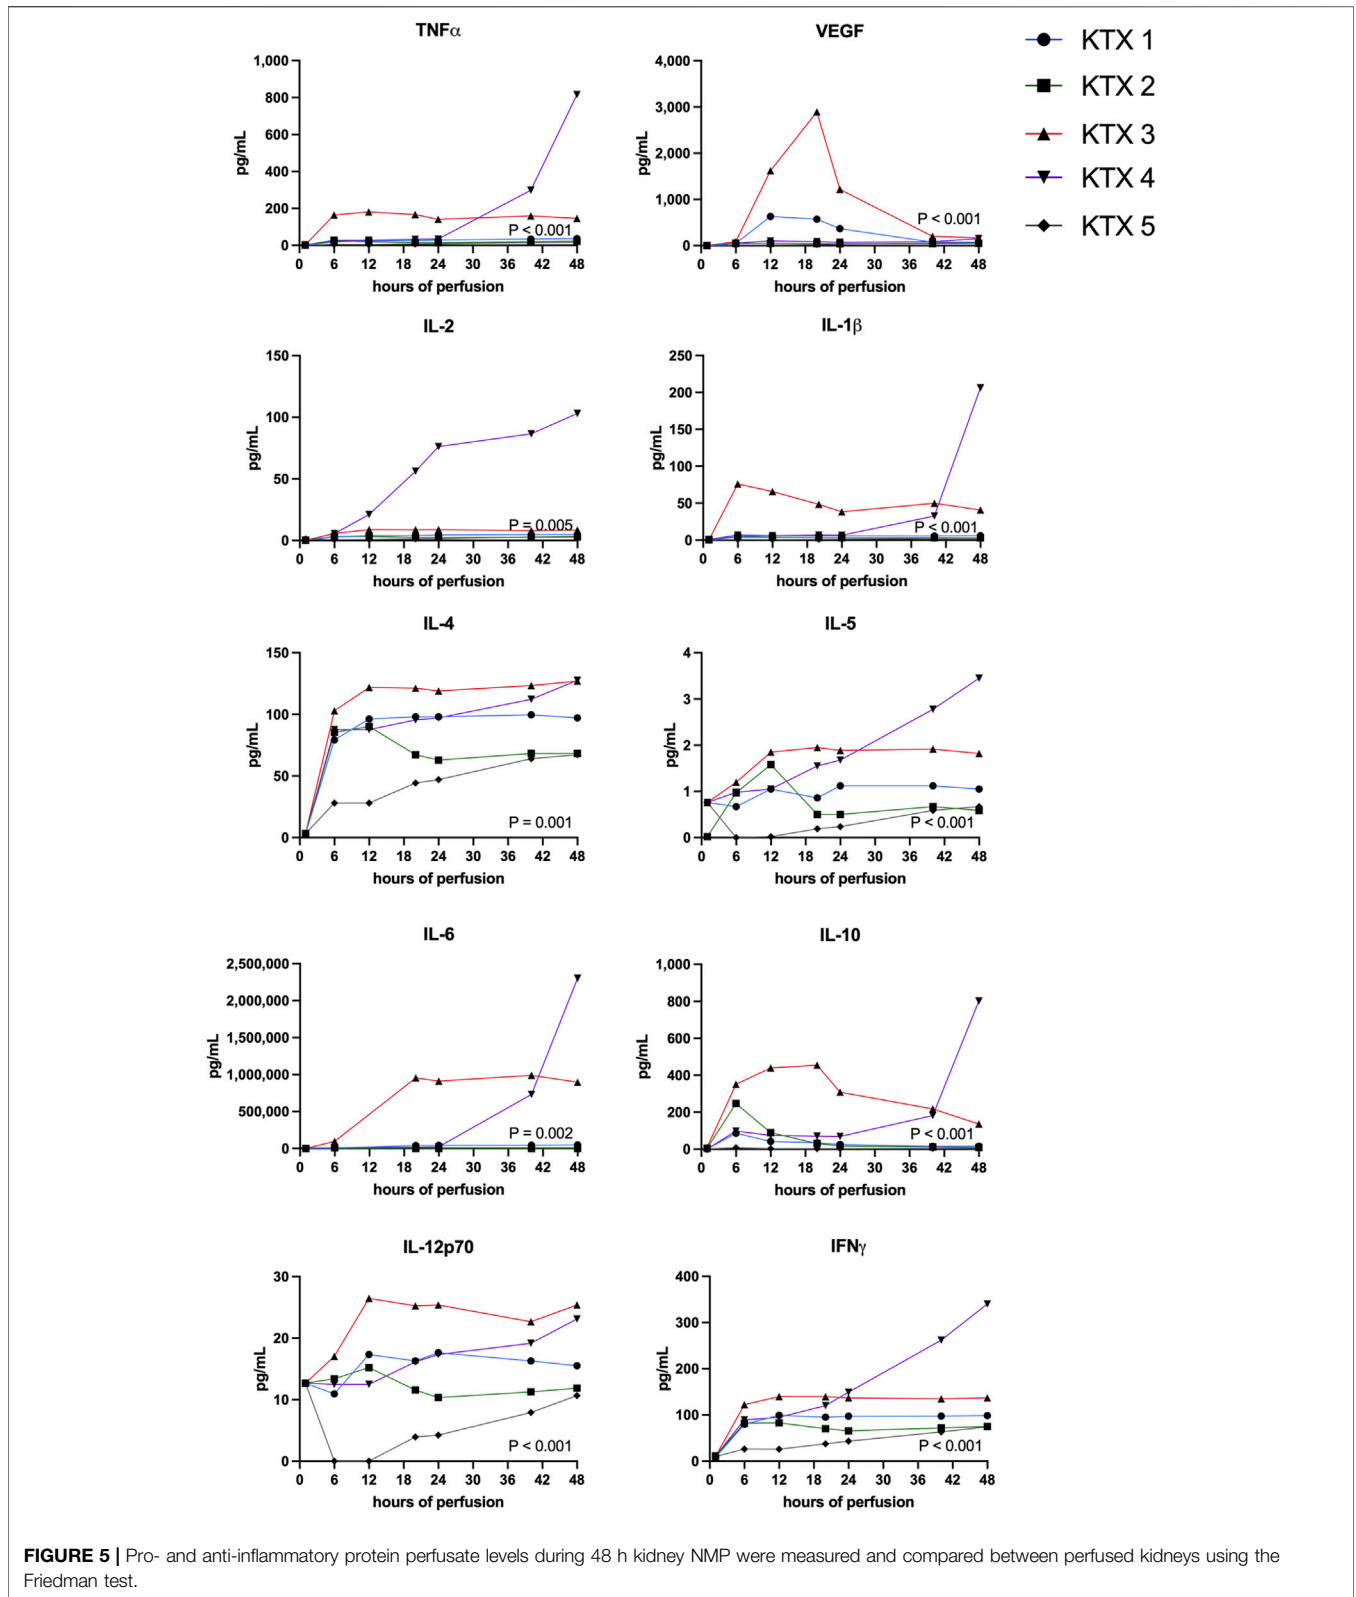 TNFα
1,000
800
600
400
200
0
pg/mL
P < 0.001
0 6 12 18 24 30 36 42 48
hours of perfusion
VEGF
4,000
3,000
2,000
1,000
0
pg/mL
P < 0.001
0 6 12 18 24 30 36 42 48
hours of perfusion
KTX 1
KTX 2
KTX 3
KTX 4
KTX 5
IL-2
150
100
50
0
pg/mL
P = 0.005
0 6 12 18 24 30 36 42 48
hours of perfusion
IL-1β
250
200
150
100
50
0
pg/mL
P < 0.001
0 6 12 18 24 30 36 42 48
hours of perfusion
IL-4
150
100
50
0
pg/mL
P = 0.001
0 6 12 18 24 30 36 42 48
hours of perfusion
IL-5
4
3
2
1
0
pg/mL
P < 0.001
0 6 12 18 24 30 36 42 48
hours of perfusion
IL-6
2,500,000
2,000,000
1,500,000
1,000,000
500,000
0
pg/mL
P = 0.002
0 6 12 18 24 30 36 42 48
hours of perfusion
IL-10
1,000
800
600
400
200
0
pg/mL
P < 0.001
0 6 12 18 24 30 36 42 48
hours of perfusion
IL-12p70
30
20
10
0
pg/mL
P < 0.001
0 6 12 18 24 30 36 42 48
hours of perfusion
IFNγ
400
300
200
100
0
pg/mL
P < 0.001
0 6 12 18 24 30 36 42 48
hours of perfusion
FIGURE 5 | Pro- and anti-inflammatory protein perfusate levels during 48 h kidney NMP were measured and compared between perfused kidneys using the
Friedman test.